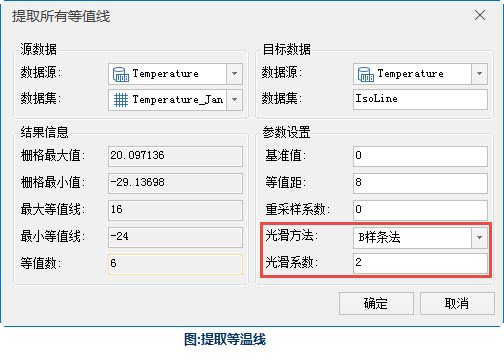 提取所有等值线
源数据
数据源: Temperature
数据集: Temperature_Jan
目标数据
数据源: Temperature
数据集: IsoLine
结果信息
栅格最大值: 20.097136
栅格最小值: -29.13698
最大等值线: 16
最小等值线: -24
等值数: 6
参数设置
基准值: 0
等值距: 8
重采样系数: 0
光滑方法: B样条法
光滑系数: 2
确定 取消
图:提取等温线